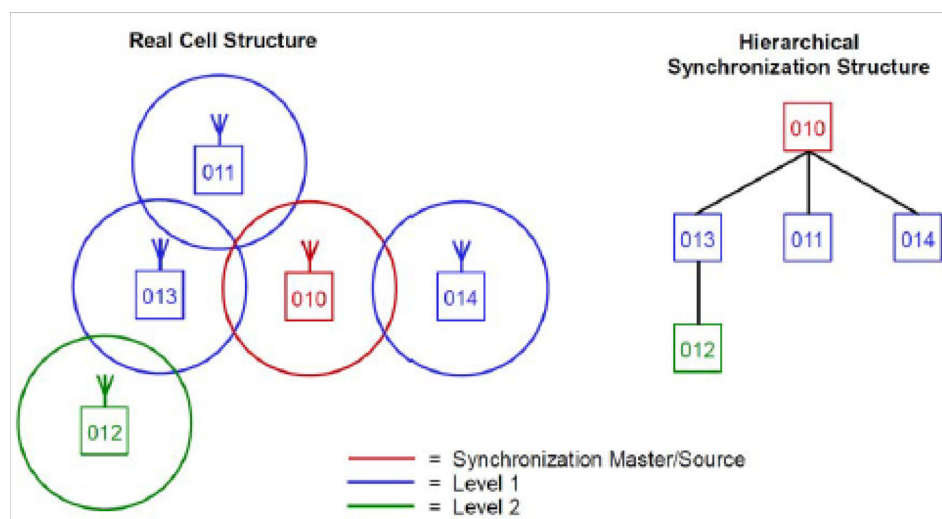 Real Cell Structure
011
013
010
014
012
Hierarchical
Synchronization Structure
010
013
011
014
012
= Synchronization Master/Source
= Level 1
= Level 2